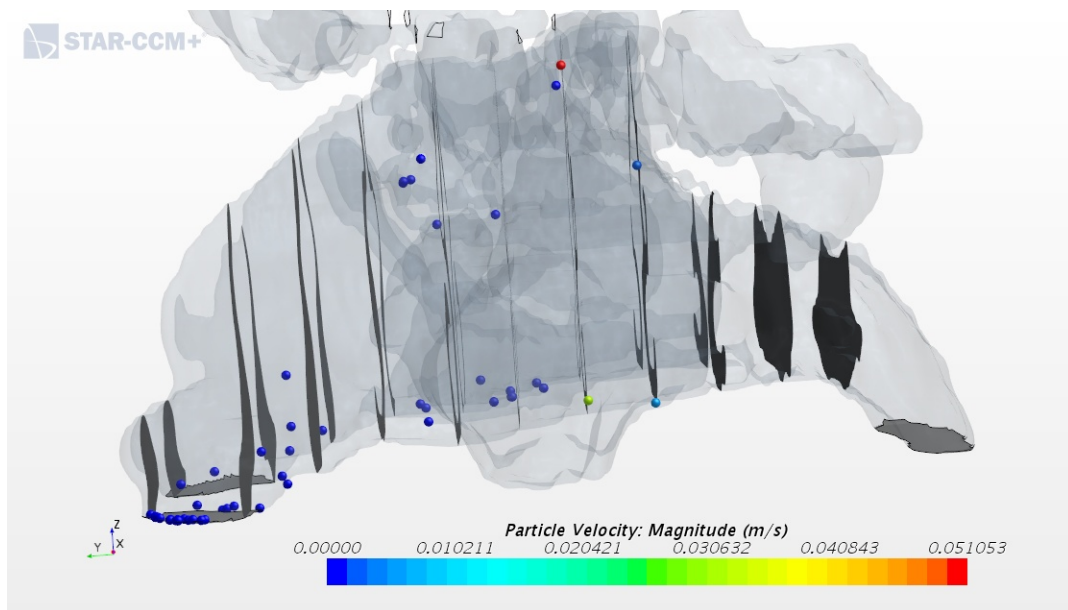 STAR-CCM+
Z
Y X
Particle Velocity: Magnitude (m/s)
0.00000 0.010211 0.020421 0.030632 0.040843 0.051053